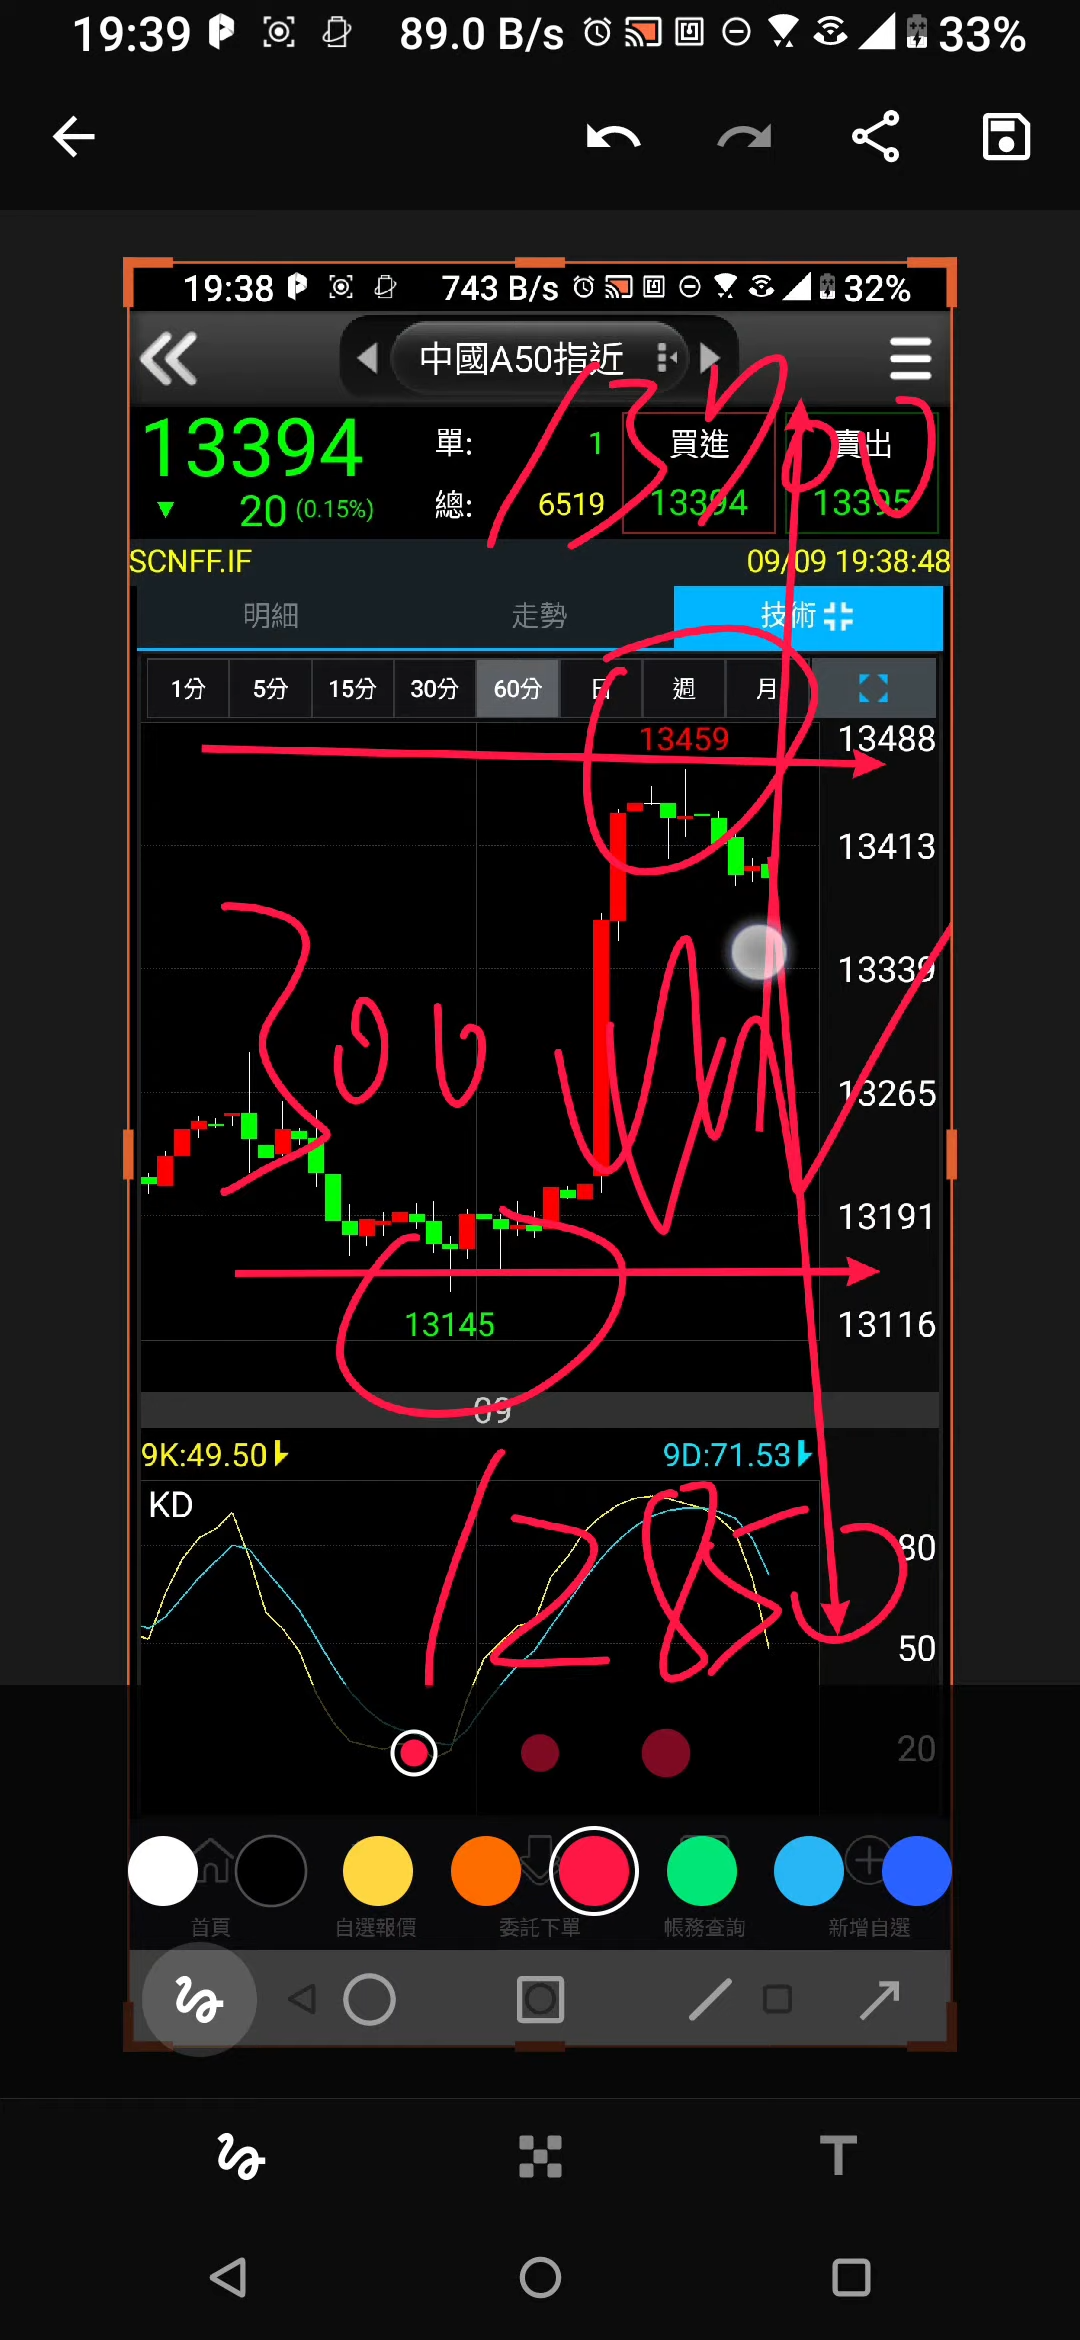 19:39 89.0 B/s 33%
19:38 743 B/s 32%
中國A50指近
13700
13394 單: 1 買進 賣出
20 (0.15%) 總: 6519 13394 13395
SCNFF.IF 09/09 19:38:48
明細 走勢 技術
1分 5分 15分 30分 60分 日 週 月
13459 13488
13413
13339
300
13265
13191
13145 13116
09
9K:49.50 9D:71.53
KD
12850
80
50
20
首頁 自選報價 委託下單 帳務查詢 新增自選
T